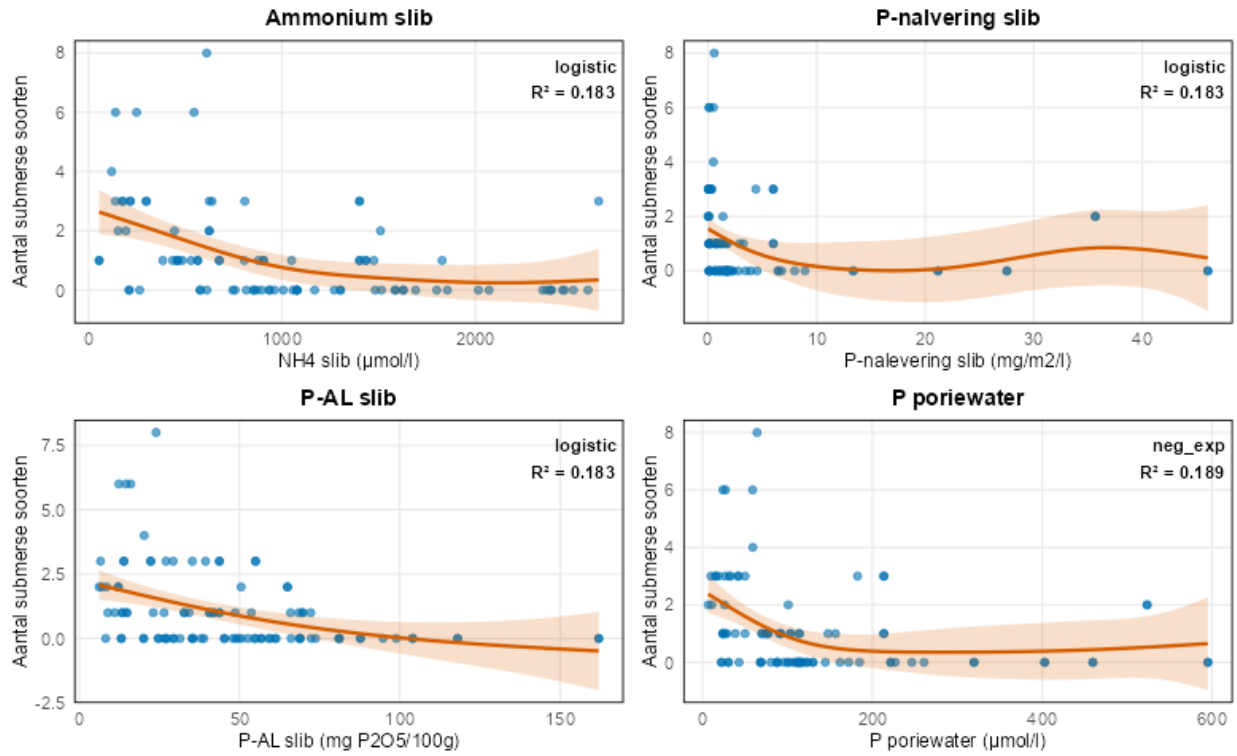 Ammonium slib
Aantal submerse soorten
8
6
4
2
0
logistic
R² = 0.183
0
1000
2000
NH4 slib (µmol/l)
P-nalvering slib
Aantal submerse soorten
8
6
4
2
0
logistic
R² = 0.183
0
10
20
30
40
P-nalevering slib (mg/m2/l)
P-AL slib
Aantal submerse soorten
7.5
5.0
2.5
0.0
-2.5
logistic
R² = 0.183
0
50
100
150
P-AL slib (mg P2O5/100g)
P poriewater
Aantal submerse soorten
8
6
4
2
0
neg_exp
R² = 0.189
0
200
400
600
P poriewater (µmol/l)